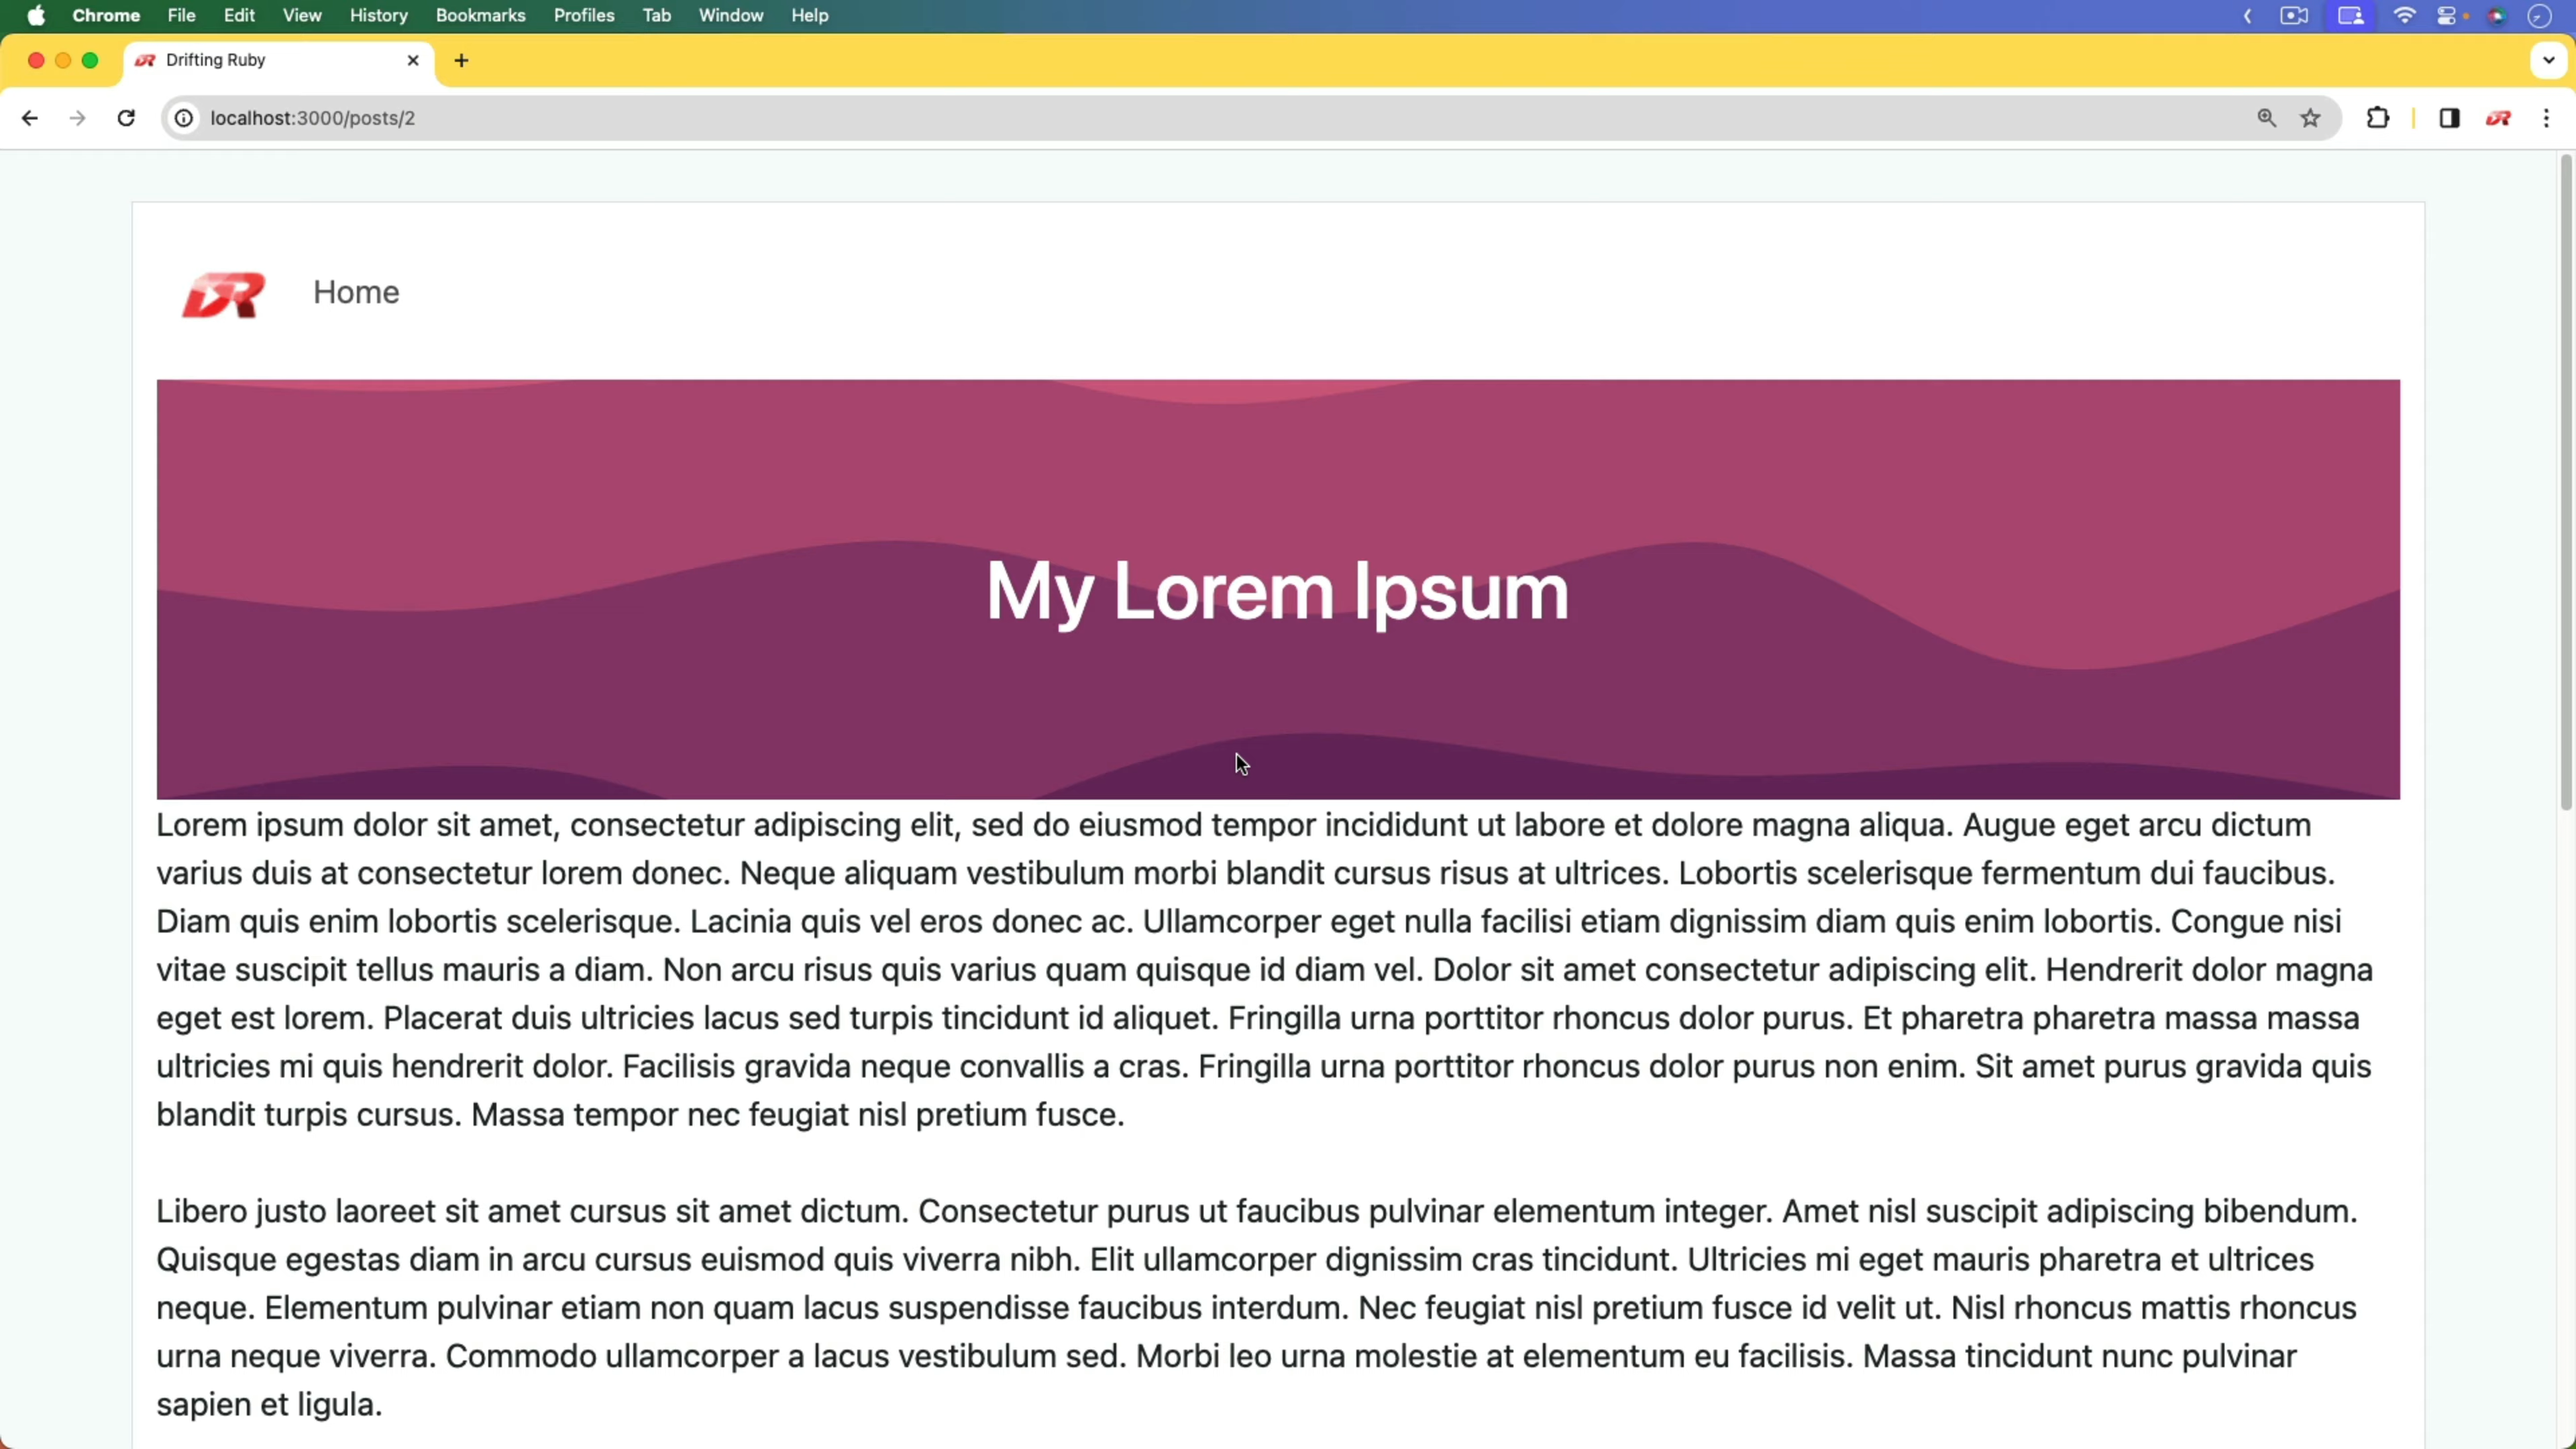 Chrome File Edit View History Bookmarks Profiles Tab Window Help
Drifting Ruby
localhost:3000/posts/2
DR Home
My Lorem Ipsum
Lorem ipsum dolor sit amet, consectetur adipiscing elit, sed do eiusmod tempor incididunt ut labore et dolore magna aliqua. Augue eget arcu dictum
varius duis at consectetur lorem donec. Neque aliquam vestibulum morbi blandit cursus risus at ultrices. Lobortis scelerisque fermentum dui faucibus.
Diam quis enim lobortis scelerisque. Lacinia quis vel eros donec ac. Ullamcorper eget nulla facilisi etiam dignissim diam quis enim lobortis. Congue nisi
vitae suscipit tellus mauris a diam. Non arcu risus quis varius quam quisque id diam vel. Dolor sit amet consectetur adipiscing elit. Hendrerit dolor magna
eget est lorem. Placerat duis ultricies lacus sed turpis tincidunt id aliquet. Fringilla urna porttitor rhoncus dolor purus. Et pharetra pharetra massa massa
ultricies mi quis hendrerit dolor. Facilisis gravida neque convallis a cras. Fringilla urna porttitor rhoncus dolor purus non enim. Sit amet purus gravida quis
blandit turpis cursus. Massa tempor nec feugiat nisl pretium fusce.
Libero justo laoreet sit amet cursus sit amet dictum. Consectetur purus ut faucibus pulvinar elementum integer. Amet nisl suscipit adipiscing bibendum.
Quisque egestas diam in arcu cursus euismod quis viverra nibh. Elit ullamcorper dignissim cras tincidunt. Ultricies mi eget mauris pharetra et ultrices
neque. Elementum pulvinar etiam non quam lacus suspendisse faucibus interdum. Nec feugiat nisl pretium fusce id velit ut. Nisl rhoncus mattis rhoncus
urna neque viverra. Commodo ullamcorper a lacus vestibulum sed. Morbi leo urna molestie at elementum eu facilisis. Massa tincidunt nunc pulvinar
sapien et ligula.